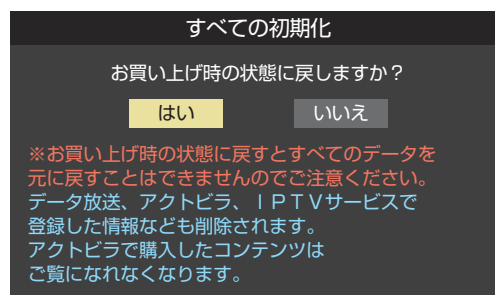 すべての初期化
お買い上げ時の状態に戻しますか？
はい いいえ
※お買い上げ時の状態に戻すとすべてのデータを
元に戻すことはできませんのでご注意ください。
データ放送、アクトビラ、ＩＰＴＶサービスで
登録した情報なども削除されます。
アクトビラで購入したコンテンツは
ご覧になれなくなります。